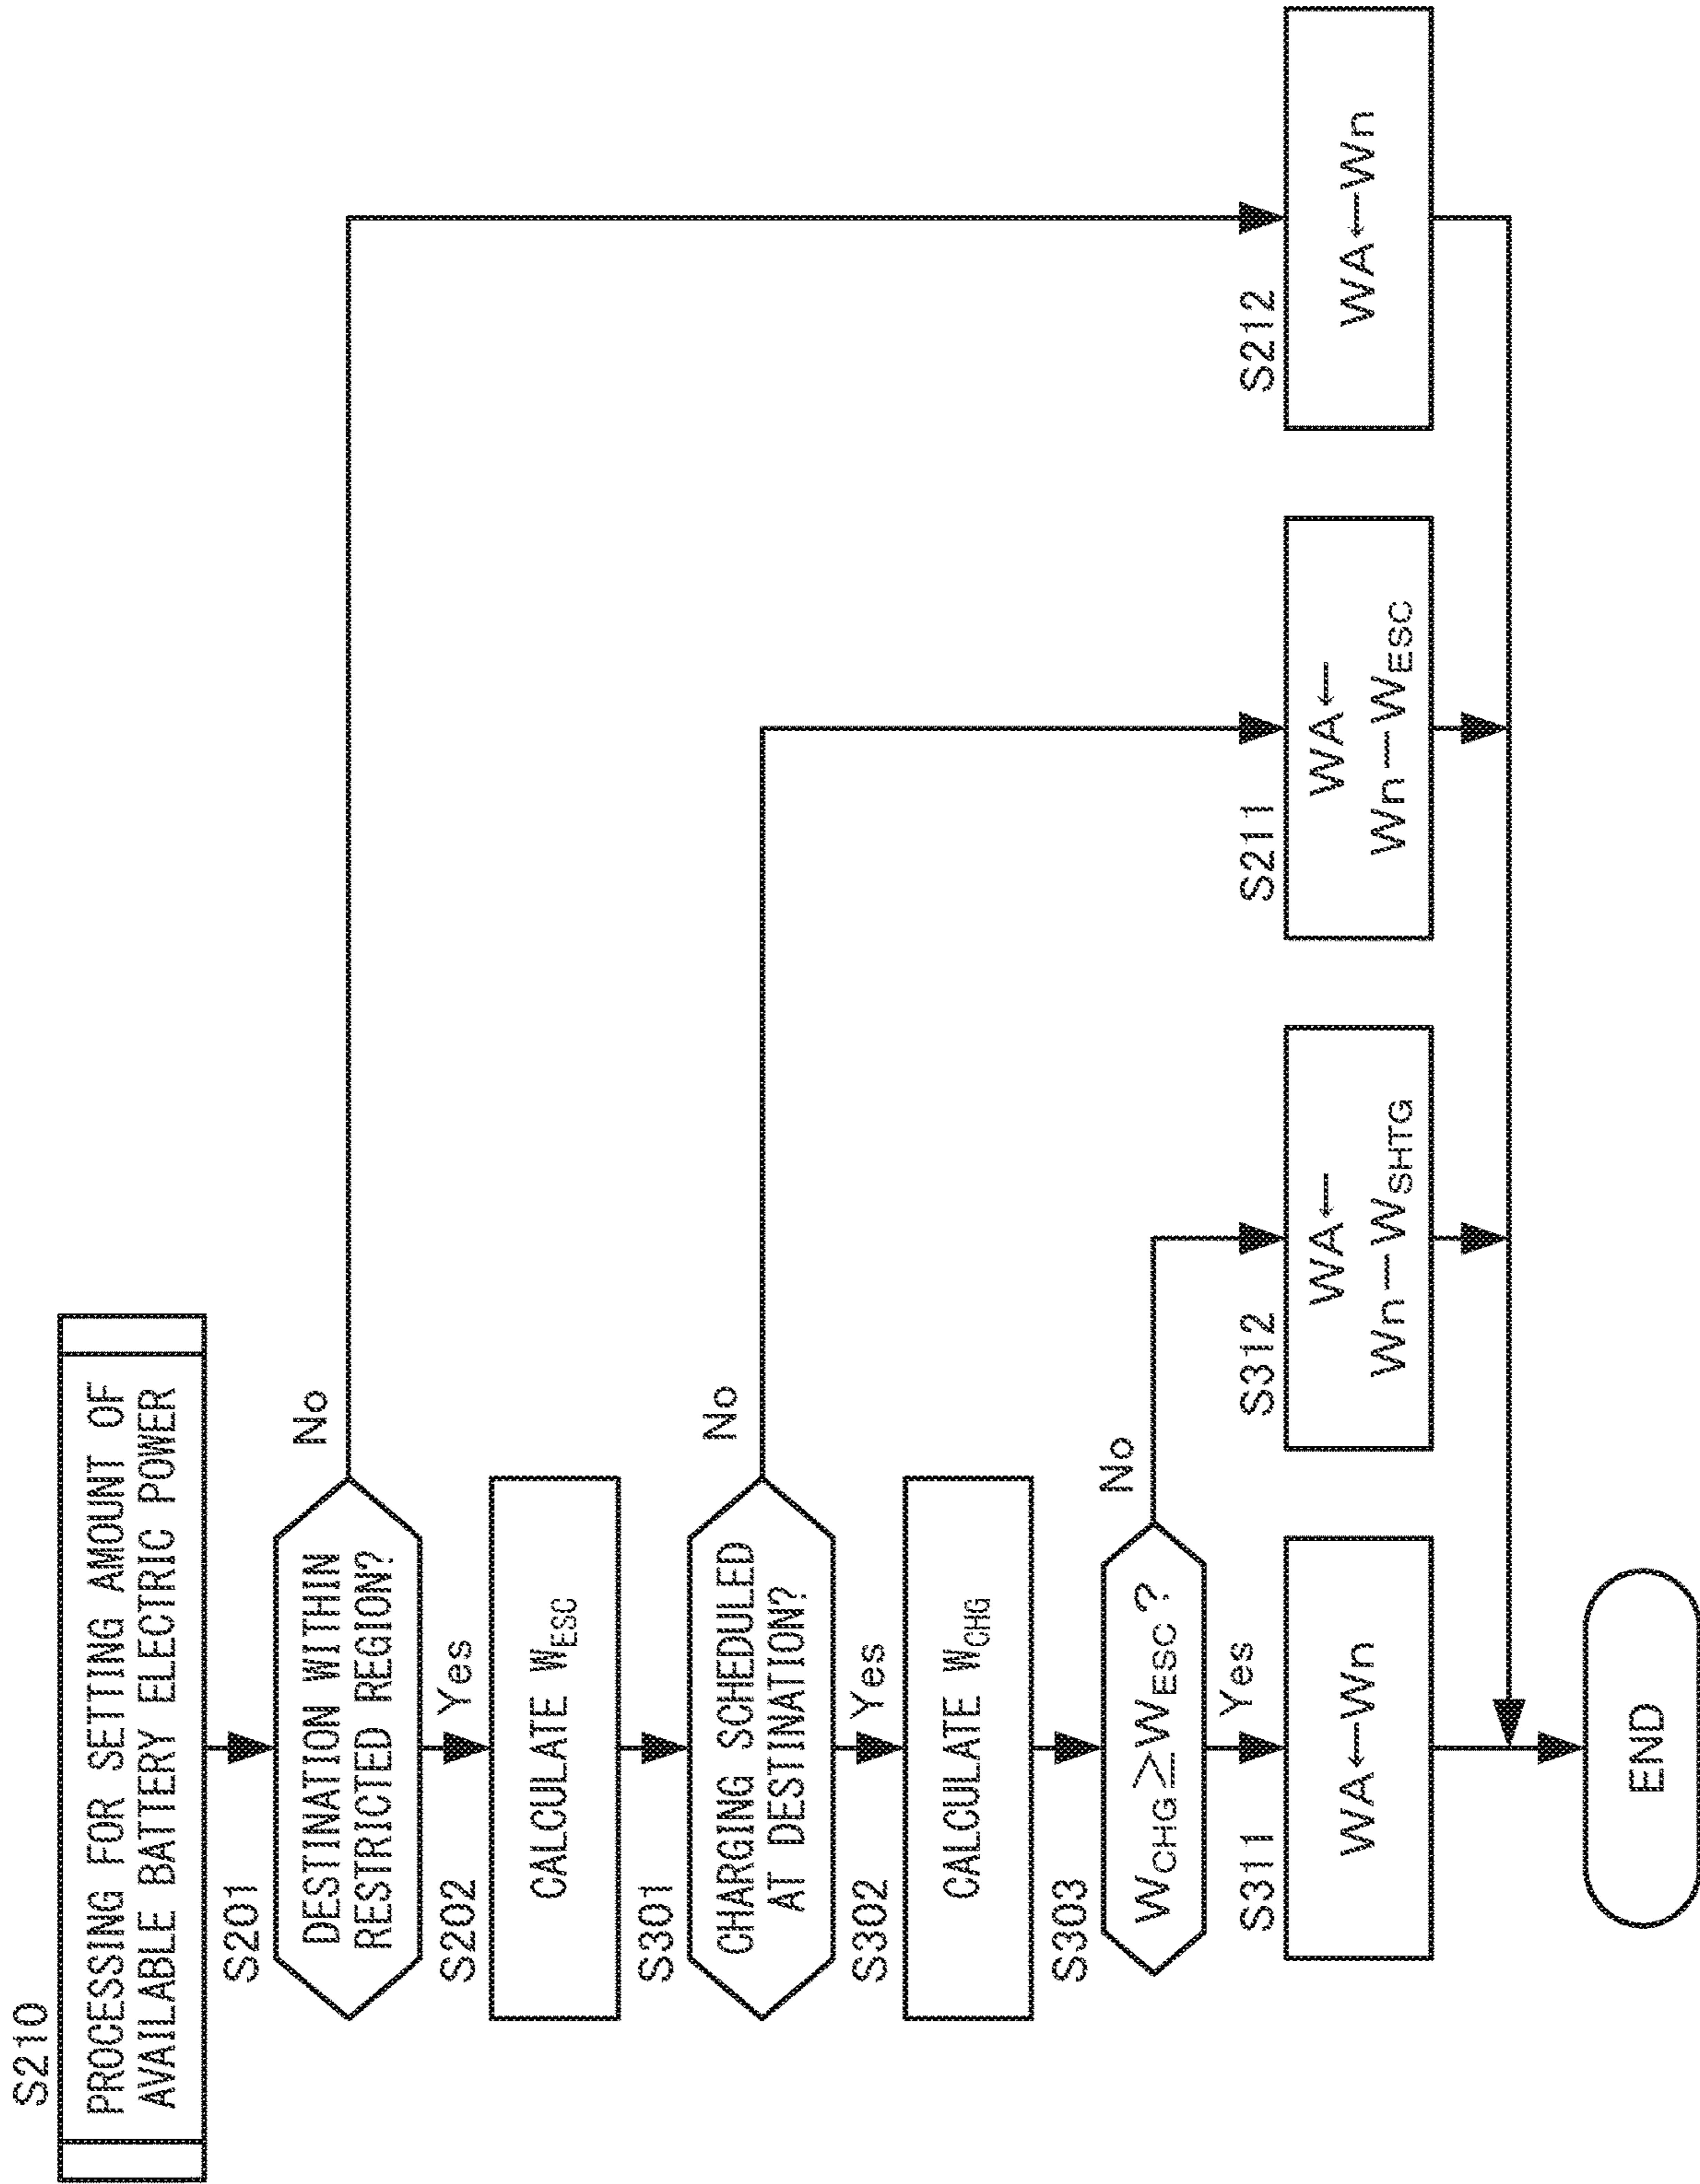 S210
PROCESSING FOR SETTING AMOUNT OF
AVAILABLE BATTERY ELECTRIC POWER
S201
DESTINATION WITHIN
RESTRICTED REGION?
No
Yes
S202
CALCULATE WESC
S301
CHARGING SCHEDULED
AT DESTINATION?
No
Yes
S302
CALCULATE WCHG
S303
WCHG≧WESC?
No
Yes
S311
WA←Wn
S312
WA←
Wn−WSHTG
S211
WA←
Wn−WESC
S212
WA←Wn
END